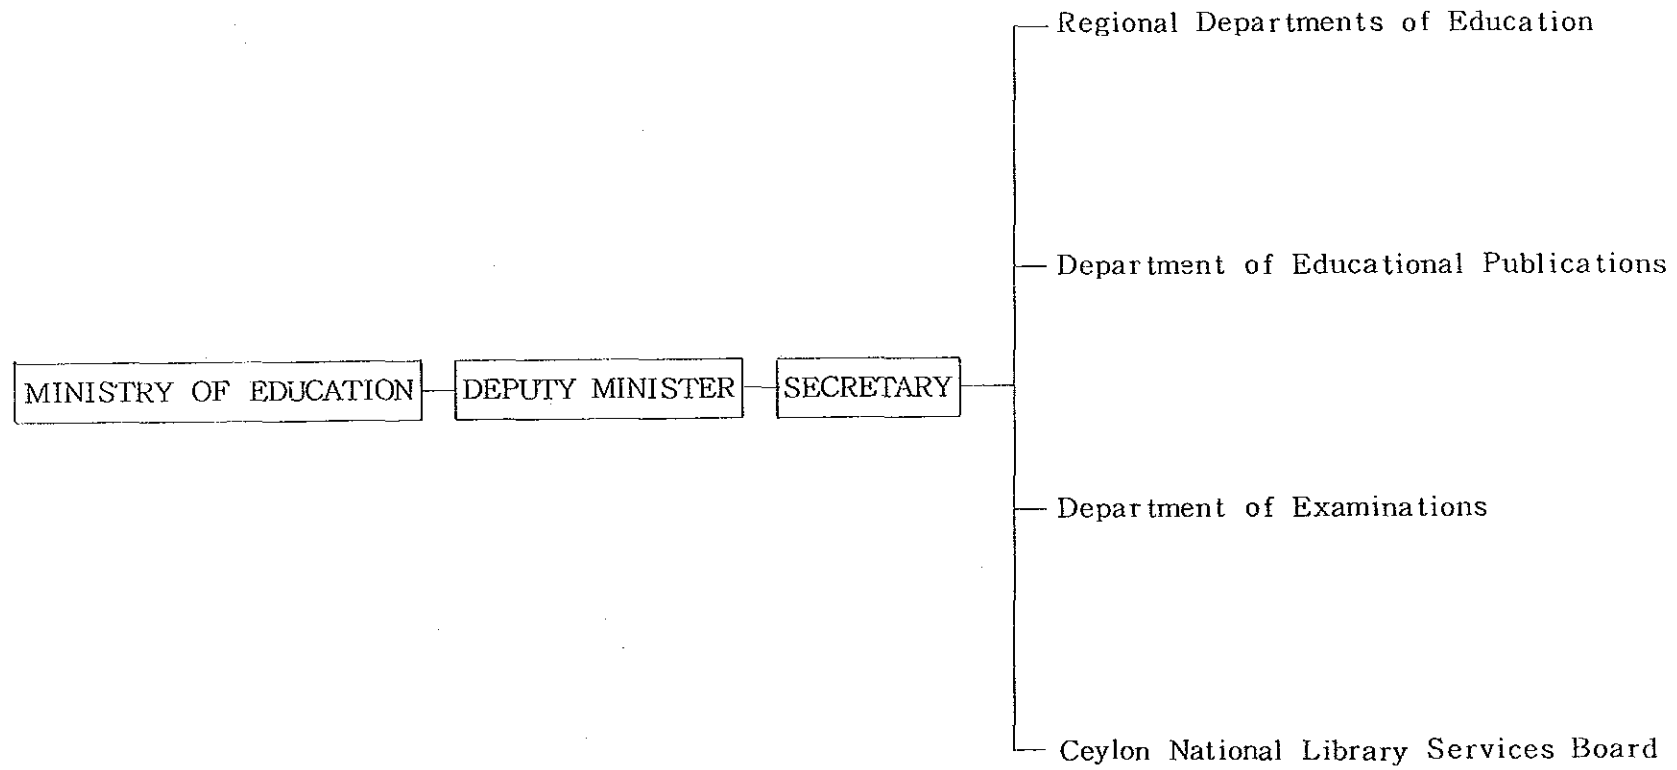 Regional Departments of Education
Department of Educational Publications
MINISTRY OF EDUCATION
DEPUTY MINISTER
SECRETARY
Department of Examinations
Ceylon National Library Services Board